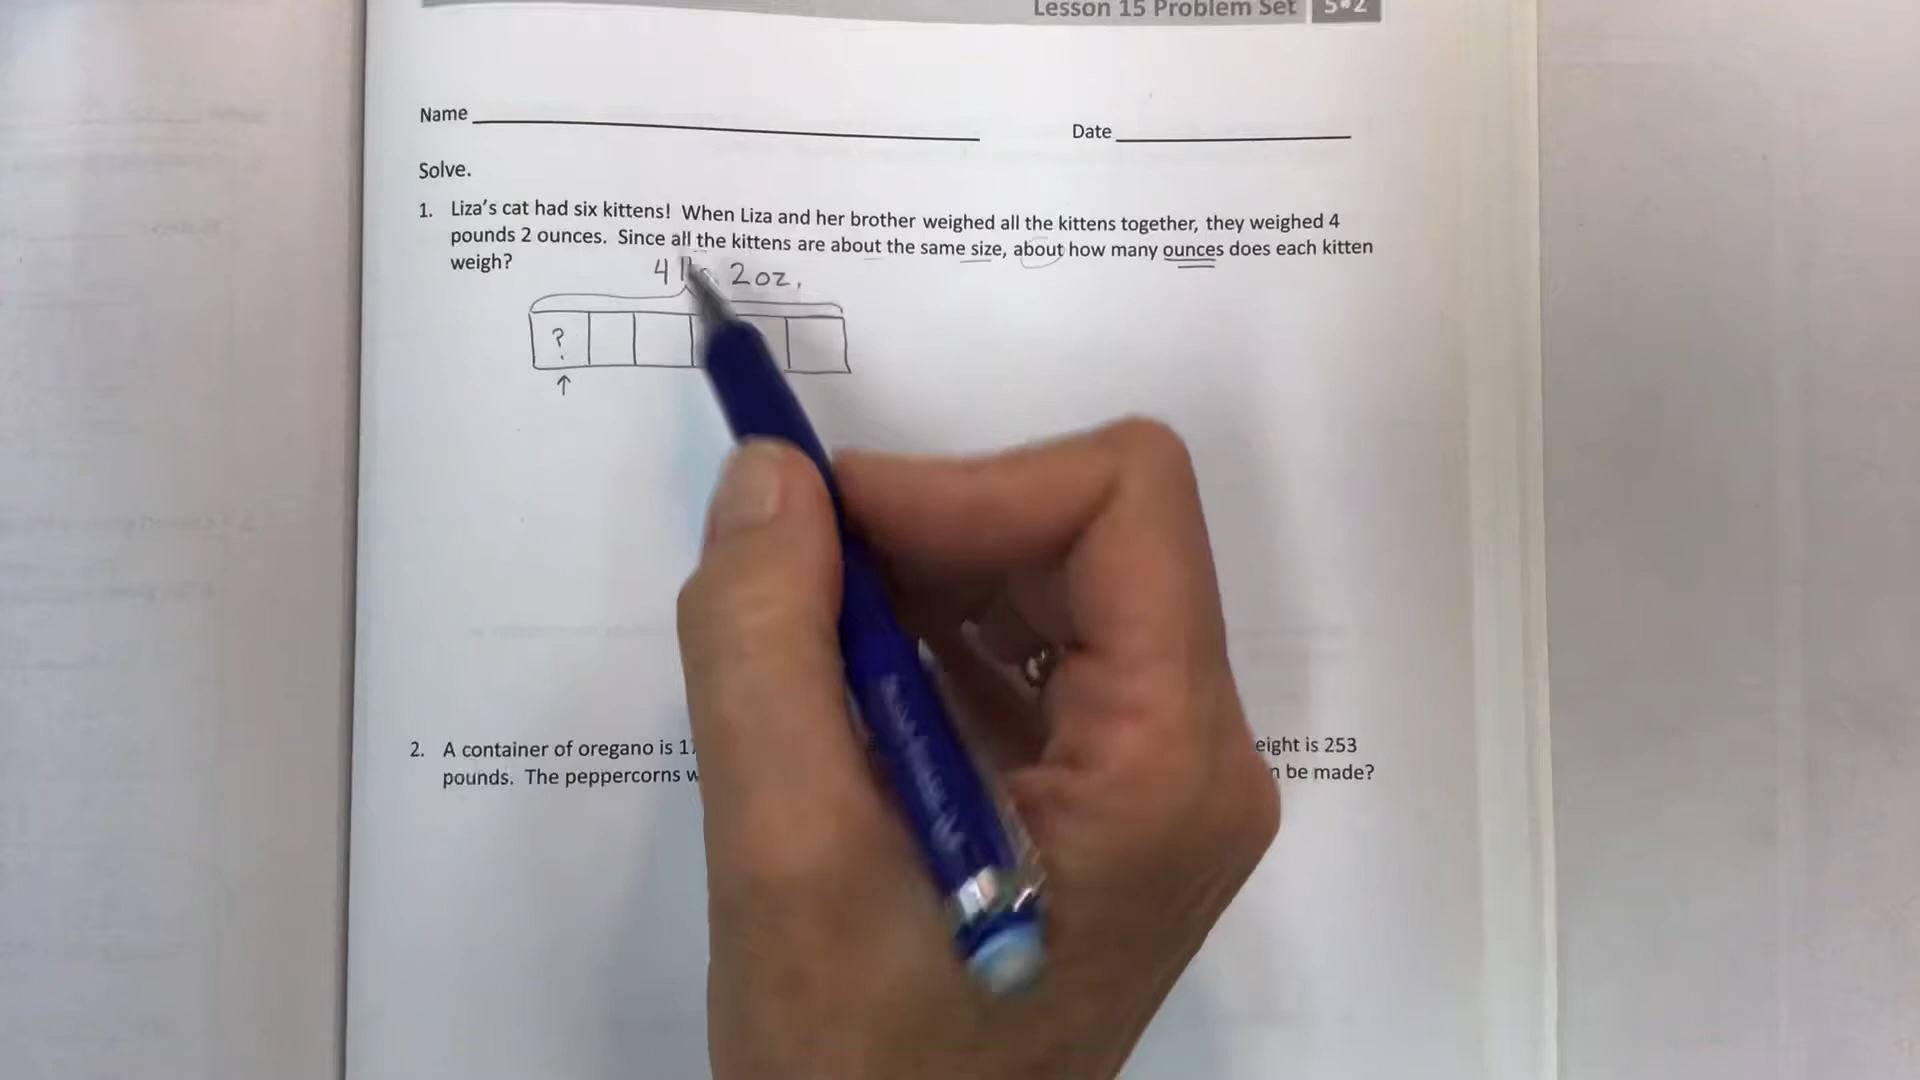 Lesson 15 Problem Set 5•2
Name
Date
Solve.
1. Liza's cat had six kittens! When Liza and her brother weighed all the kittens together, they weighed 4
pounds 2 ounces. Since all the kittens are about the same size, about how many ounces does each kitten
weigh?
4 2oz.
?
2. A container of oregano is eight is 253
pounds. The peppercorns be made?